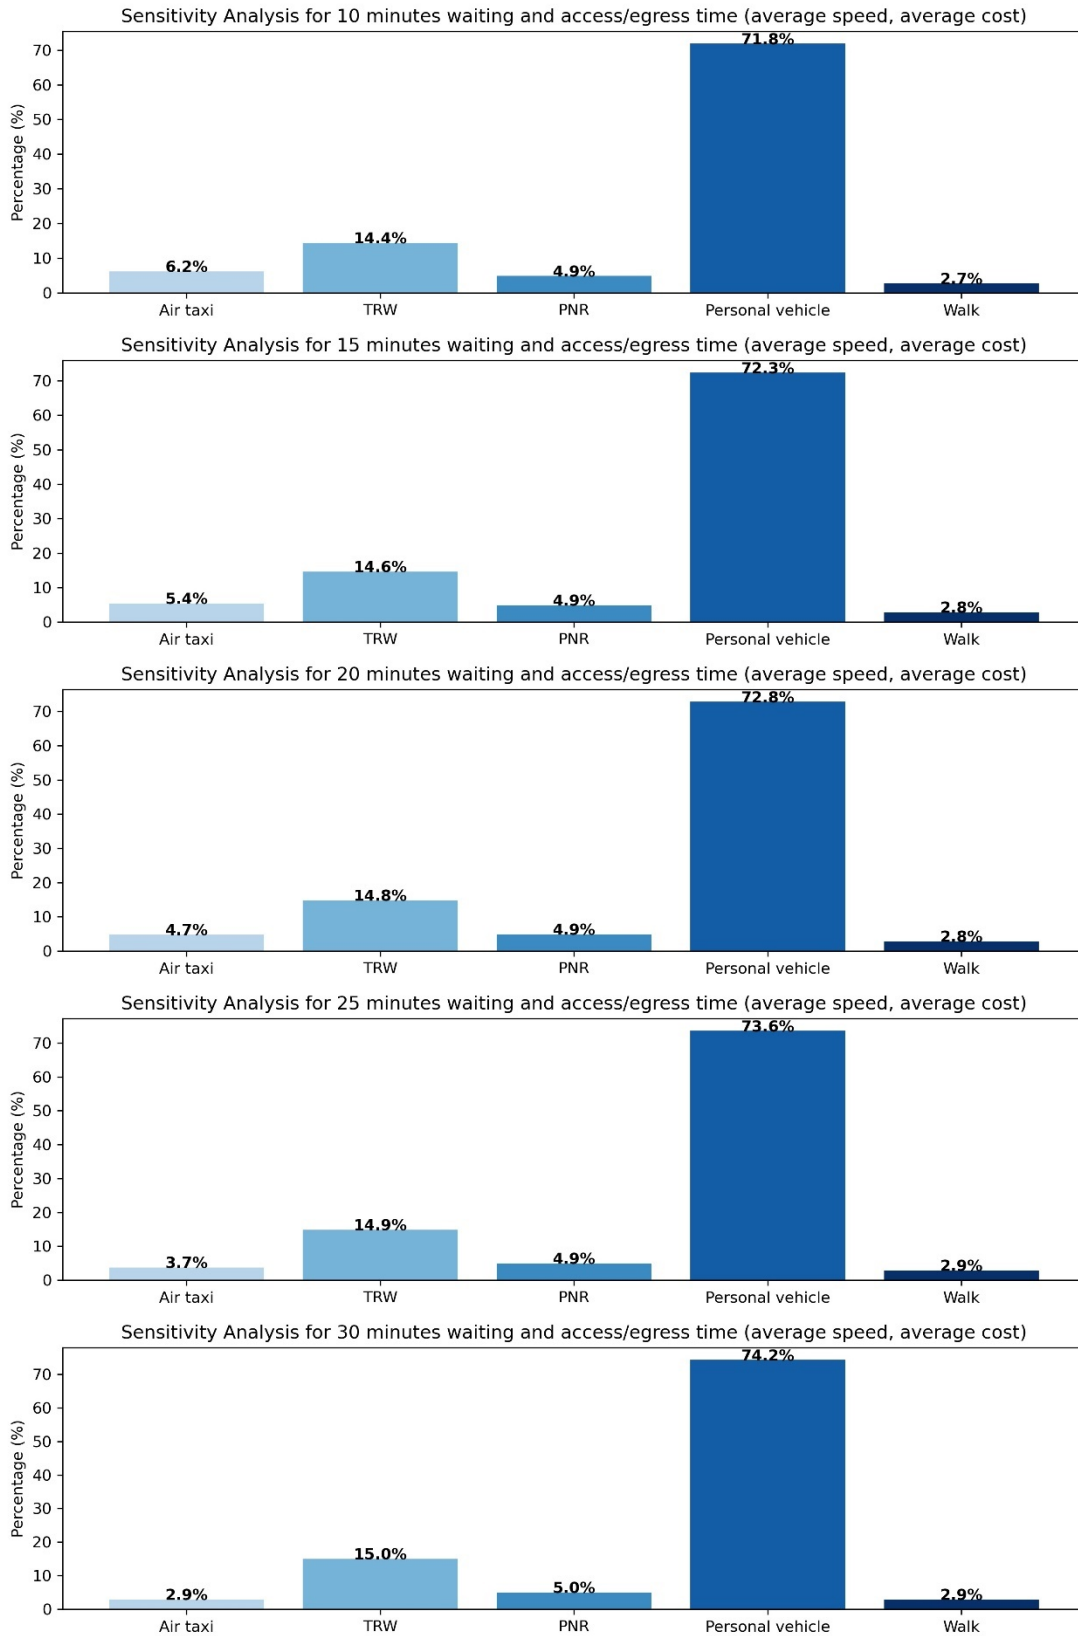 Sensitivity Analysis for 10 minutes waiting and access/egress time (average speed, average cost)
Percentage (%)
70
60
50
40
30
20
10
0
6.2%
14.4%
4.9%
71.8%
2.7%
Air taxi
TRW
PNR
Personal vehicle
Walk
Sensitivity Analysis for 15 minutes waiting and access/egress time (average speed, average cost)
Percentage (%)
70
60
50
40
30
20
10
0
5.4%
14.6%
4.9%
72.3%
2.8%
Air taxi
TRW
PNR
Personal vehicle
Walk
Sensitivity Analysis for 20 minutes waiting and access/egress time (average speed, average cost)
Percentage (%)
70
60
50
40
30
20
10
0
4.7%
14.8%
4.9%
72.8%
2.8%
Air taxi
TRW
PNR
Personal vehicle
Walk
Sensitivity Analysis for 25 minutes waiting and access/egress time (average speed, average cost)
Percentage (%)
70
60
50
40
30
20
10
0
3.7%
14.9%
4.9%
73.6%
2.9%
Air taxi
TRW
PNR
Personal vehicle
Walk
Sensitivity Analysis for 30 minutes waiting and access/egress time (average speed, average cost)
Percentage (%)
70
60
50
40
30
20
10
0
2.9%
15.0%
5.0%
74.2%
2.9%
Air taxi
TRW
PNR
Personal vehicle
Walk